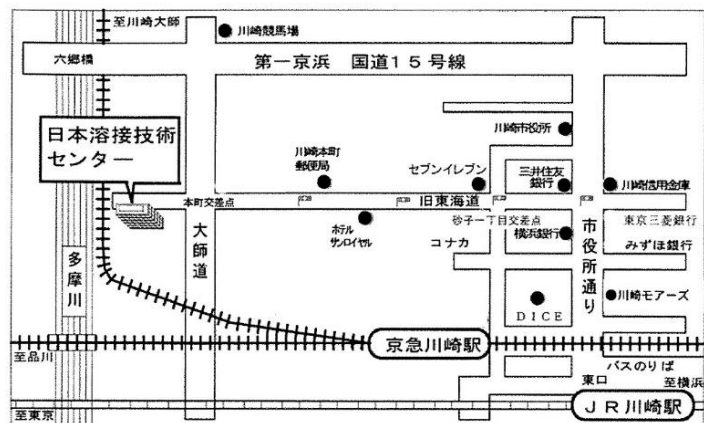 至川崎大師
川崎競馬場
六郷橋
第一京浜 国道15号線
川崎市役所
日本溶接技術
センター
川崎本町
郵便局
セブンイレブン
三井住友
銀行
川崎信用金庫
本町交差点
旧東海道
大師道
ホテル
サンロイヤル
砂子一丁目交差点
コナカ
横浜銀行
市役所通り
東京三菱銀行
みずほ銀行
多摩川
DICE
川崎モアーズ
京急川崎駅
至品川
バスのりば
東口
至横浜
至東京
JR川崎駅